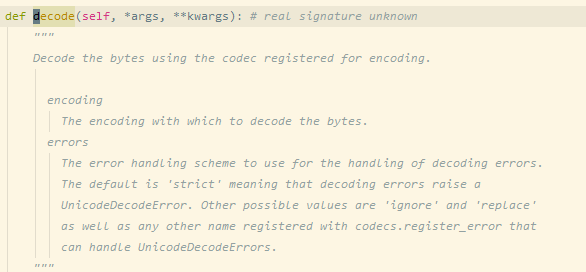 def decode(self, *args, **kwargs): # real signature unknown
"""
Decode the bytes using the codec registered for encoding.
encoding
The encoding with which to decode the bytes.
errors
The error handling scheme to use for the handling of decoding errors.
The default is 'strict' meaning that decoding errors raise a
UnicodeDecodeError. Other possible values are 'ignore' and 'replace'
as well as any other name registered with codecs.register_error that
can handle UnicodeDecodeErrors.
"""